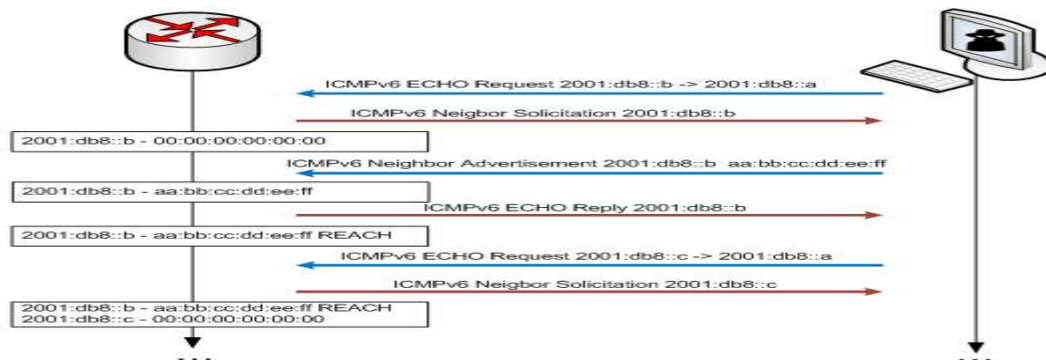 ICMPv6 ECHO Request 2001:db8::b -> 2001:db8::a
ICMPv6 Neigbor Solicitation 2001:db8::b
2001:db8::b - 00:00:00:00:00:00
ICMPv6 Neighbor Advertisement 2001:db8::b aa:bb:cc:dd:ee:ff
2001:db8::b - aa:bb:cc:dd:ee:ff
ICMPv6 ECHO Reply 2001:db8::b
2001:db8::b - aa:bb:cc:dd:ee:ff REACH
ICMPv6 ECHO Request 2001:db8::c -> 2001:db8::a
ICMPv6 Neigbor Solicitation 2001:db8::c
2001:db8::b - aa:bb:cc:dd:ee:ff REACH
2001:db8::c - 00:00:00:00:00:00
... ...